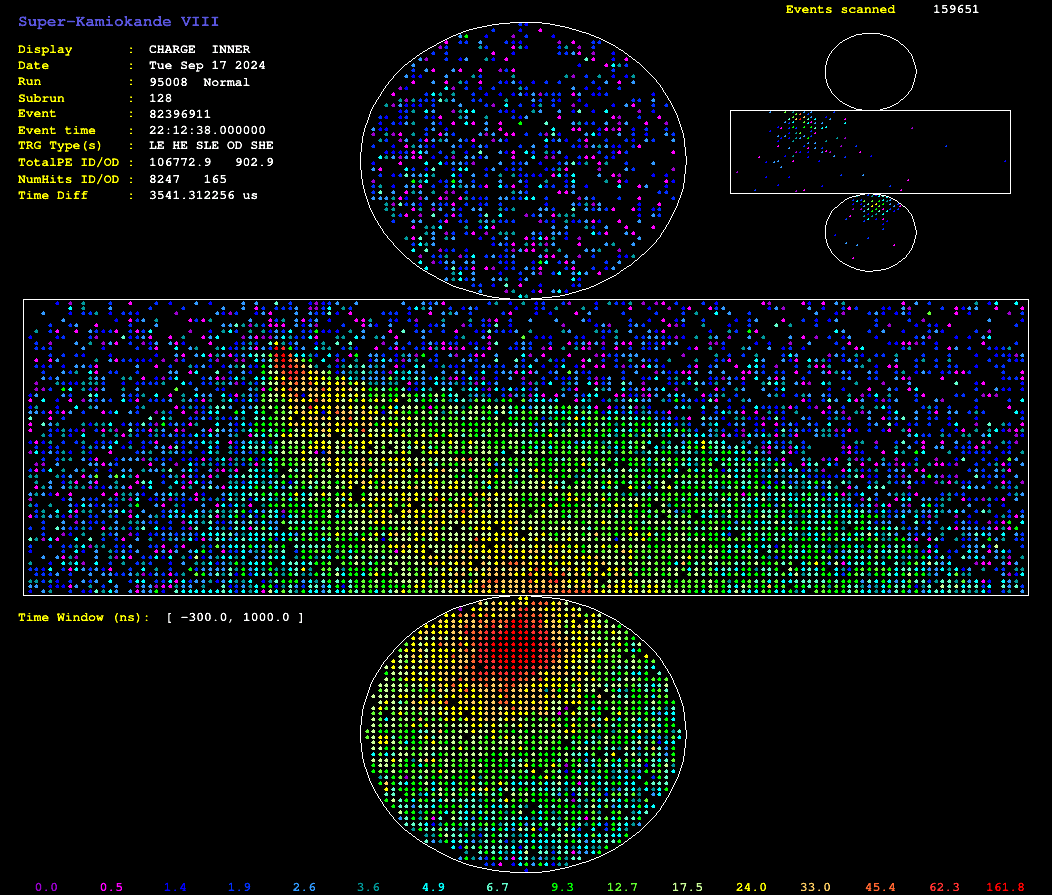 Super-Kamiokande VIII
Events scanned 159651
Display : CHARGE INNER
Date : Tue Sep 17 2024
Run : 95008 Normal
Subrun : 128
Event : 82396911
Event time : 22:12:38.000000
TRG Type(s) : LE HE SLE OD SHE
TotalPE ID/OD : 106772.9 902.9
NumHits ID/OD : 8247 165
Time Diff : 3541.312256 us
Time Window (ns): [ -300.0, 1000.0 ]
0.0 0.5 1.4 1.9 2.6 3.6 4.9 6.7 9.3 12.7 17.5 24.0 33.0 45.4 62.3 161.8